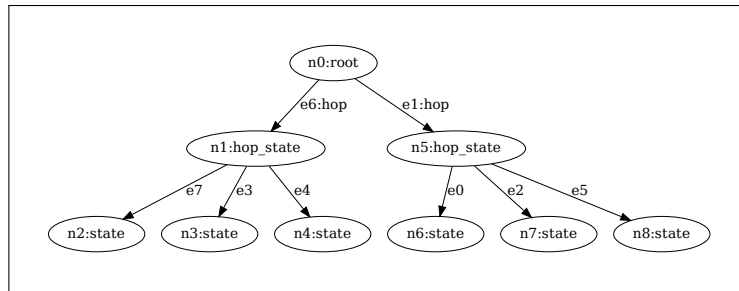 n0:root
e6:hop e1:hop
n1:hop_state n5:hop_state
e7 e3 e4 e0 e2 e5
n2:state n3:state n4:state n6:state n7:state n8:state